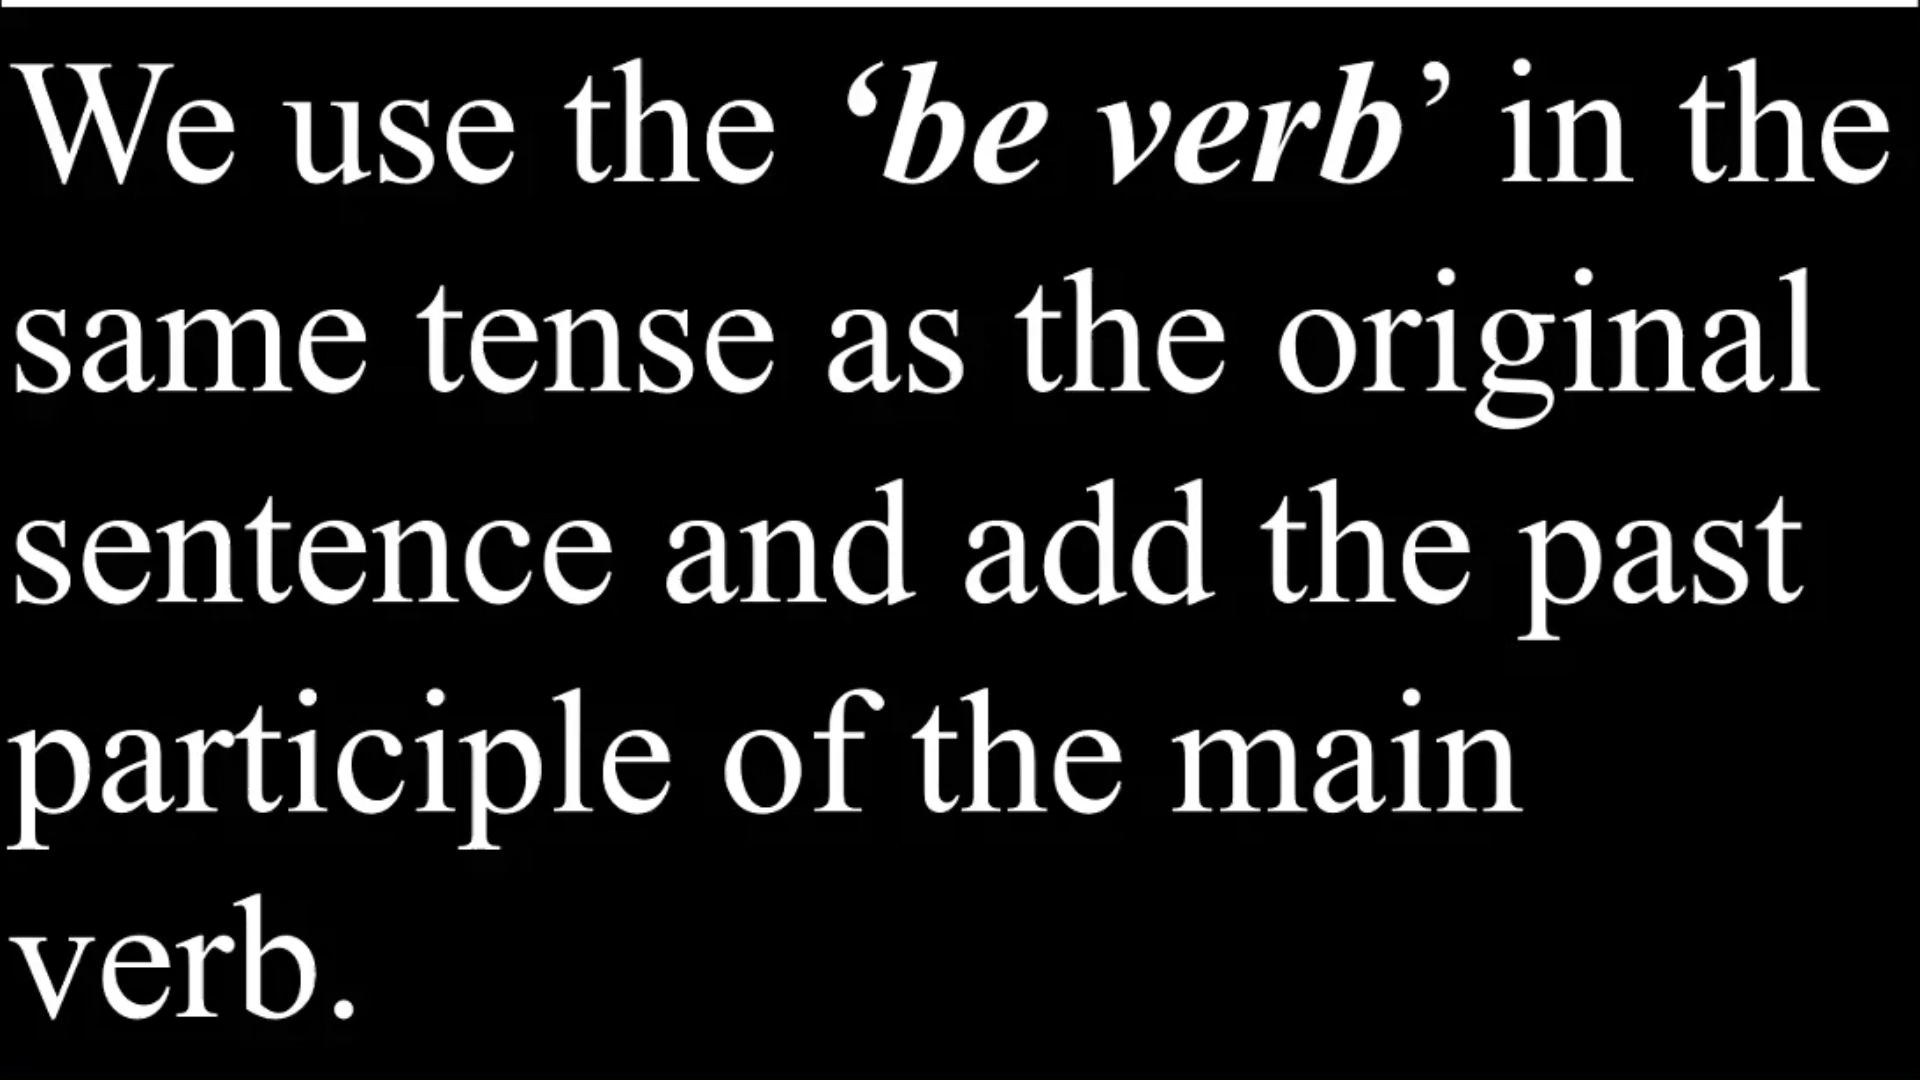 We use the ‘be verb’ in the
same tense as the original
sentence and add the past
participle of the main
verb.